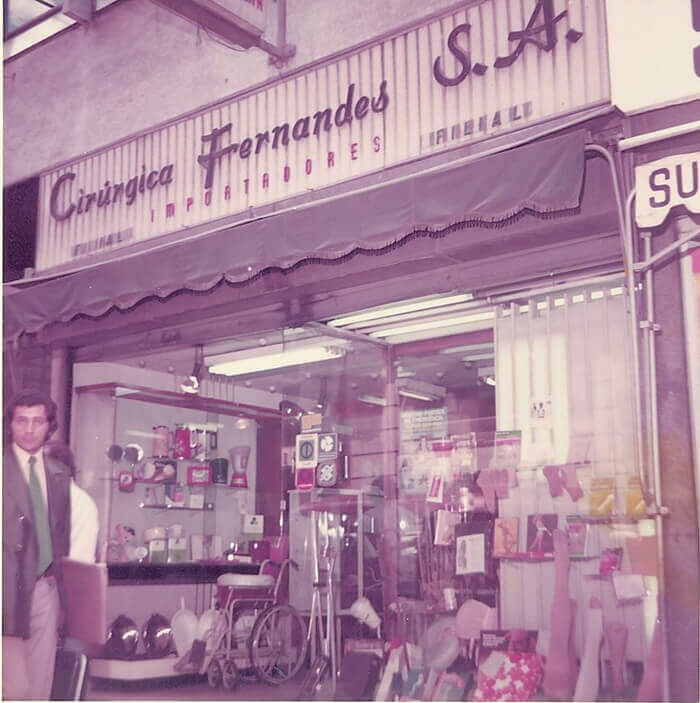 Cirúrgica Fernandes S.A.
IMPORTADORES
FILIAL
FILIAL
SU